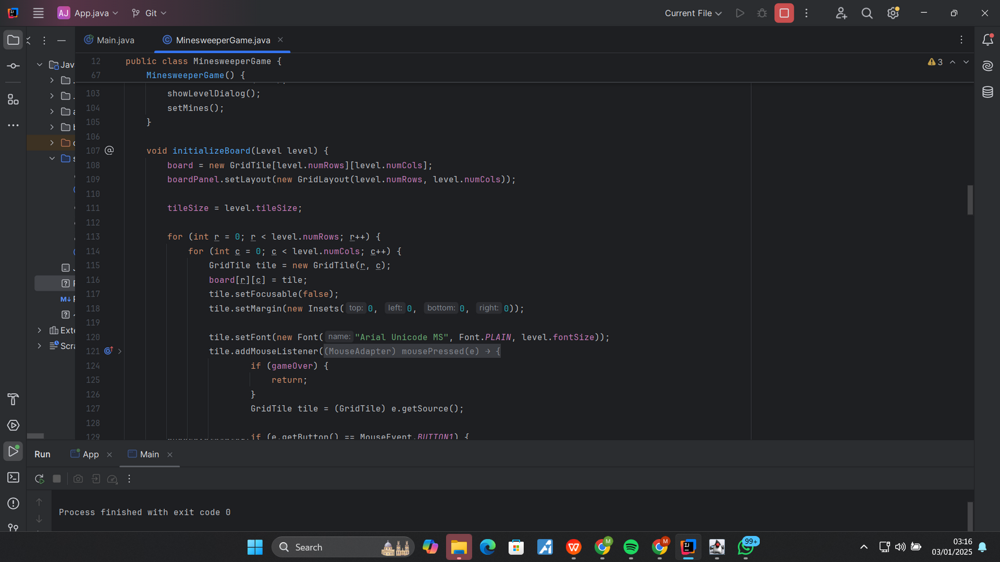 AJ App.java Git Current File
Main.java MinesweeperGame.java
12 public class MinesweeperGame { 3
67 MinesweeperGame() {
103 showLevelDialog();
104 setMines();
105 }
106
107 void initializeBoard(Level level) {
108 board = new GridTile[level.numRows][level.numCols];
109 boardPanel.setLayout(new GridLayout(level.numRows, level.numCols));
110
111 tileSize = level.tileSize;
112
113 for (int r = 0; r < level.numRows; r++) {
114 for (int c = 0; c < level.numCols; c++) {
115 GridTile tile = new GridTile(r, c);
116 board[r][c] = tile;
117 tile.setFocusable(false);
118 tile.setMargin(new Insets( top: 0, left: 0, bottom: 0, right: 0));
119
120 tile.setFont(new Font( name: "Arial Unicode MS", Font.PLAIN, level.fontSize));
121 tile.addMouseListener((MouseAdapter) mousePressed(e) → {
124 if (gameOver) {
125 return;
126 }
127 GridTile tile = (GridTile) e.getSource();
128
129 if (e.getButton() == MouseEvent.BUTTON1) {
Jav
Exte
Scra
Run App Main
Process finished with exit code 0
Search
99+
03:16
03/01/2025